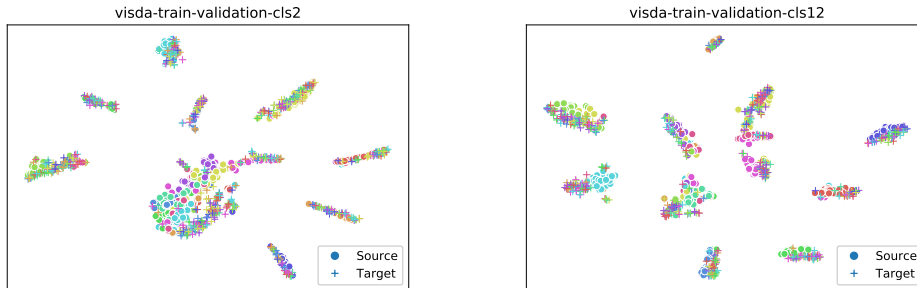 visda-train-validation-cls2
Source
Target
visda-train-validation-cls12
Source
Target